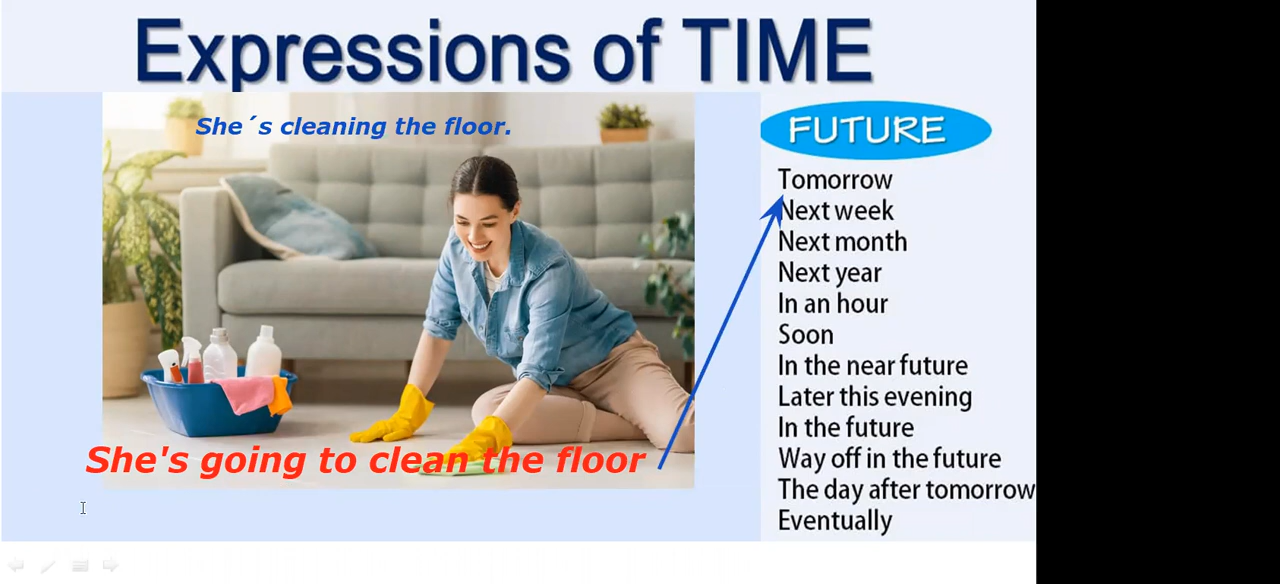 Expressions of TIME
She´s cleaning the floor.
She's going to clean the floor
FUTURE
Tomorrow
Next week
Next month
Next year
In an hour
Soon
In the near future
Later this evening
In the future
Way off in the future
The day after tomorrow
Eventually